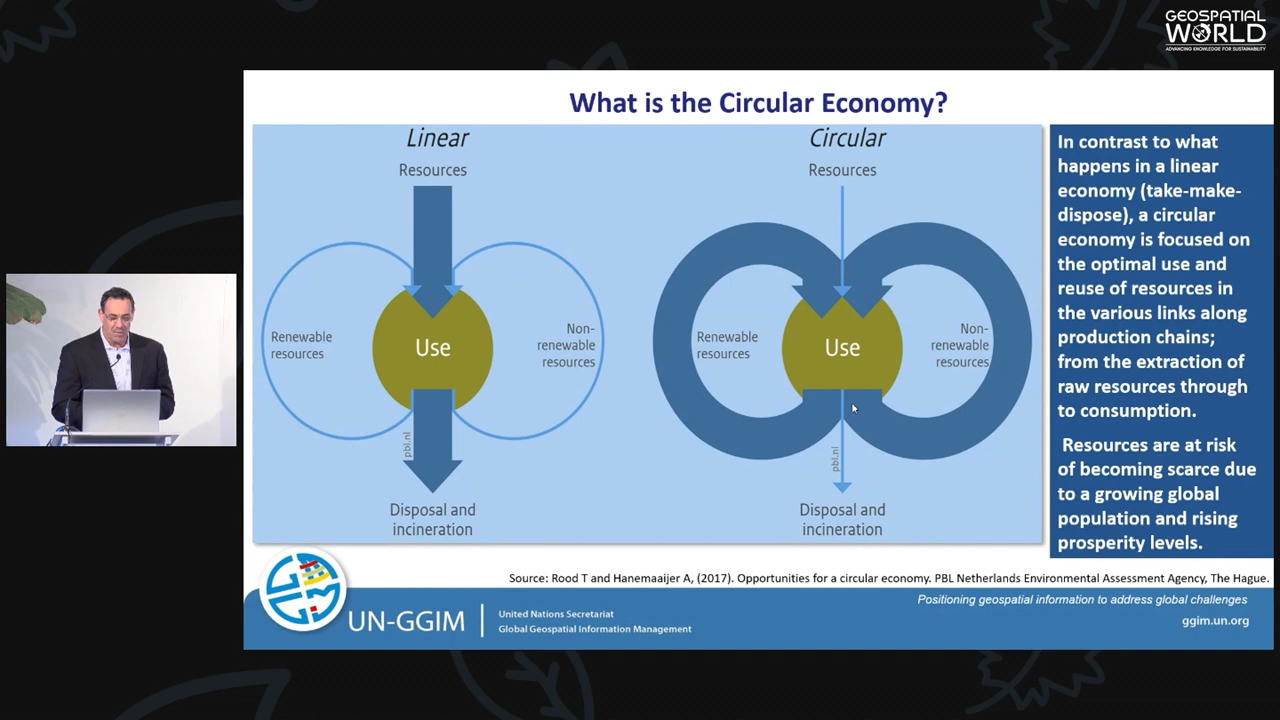 GEOSPATIAL
WORLD
ADVANCING KNOWLEDGE FOR SUSTAINABILITY
What is the Circular Economy?
Linear
Resources
Renewable
resources
Use
Non-
renewable
resources
pbl.nl
Disposal and
incineration
Circular
Resources
Renewable
resources
Use
Non-
renewable
resources
pbl.nl
Disposal and
incineration
In contrast to what
happens in a linear
economy (take-make-
dispose), a circular
economy is focused on
the optimal use and
reuse of resources in
the various links along
production chains;
from the extraction of
raw resources through
to consumption.
Resources are at risk
of becoming scarce due
to a growing global
population and rising
prosperity levels.
Source: Rood T and Hanemaaijer A, (2017). Opportunities for a circular economy. PBL Netherlands Environmental Assessment Agency, The Hague.
UN-GGIM
United Nations Secretariat
Global Geospatial Information Management
Positioning geospatial information to address global challenges
ggim.un.org